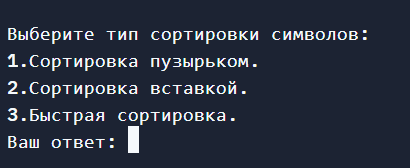 Выберите тип сортировки символов:
1.Сортировка пузырьком.
2.Сортировка вставкой.
3.Быстрая сортировка.
Ваш ответ: